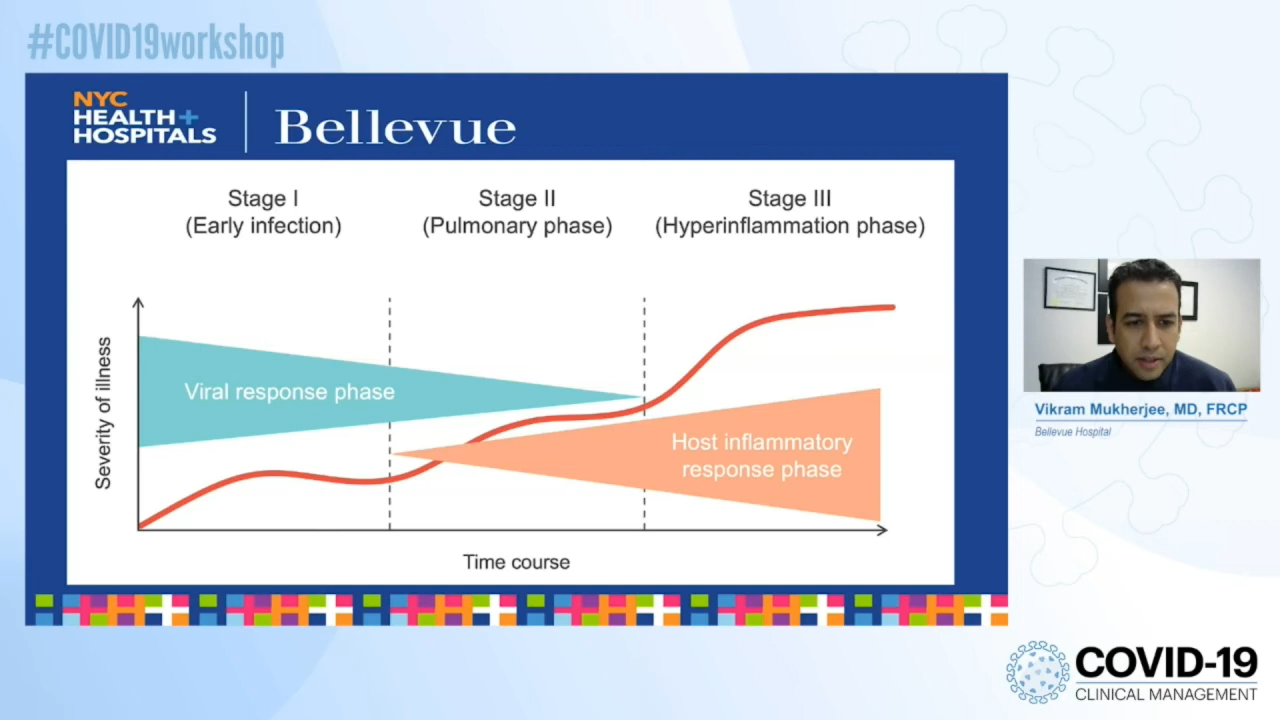 #COVID19workshop
NYC
HEALTH+
HOSPITALS
Bellevue
Stage I
(Early infection)
Stage II
(Pulmonary phase)
Stage III
(Hyperinflammation phase)
Severity of illness
Viral response phase
Host inflammatory
response phase
Time course
Vikram Mukherjee, MD, FRCP
Bellevue Hospital
COVID-19
CLINICAL MANAGEMENT